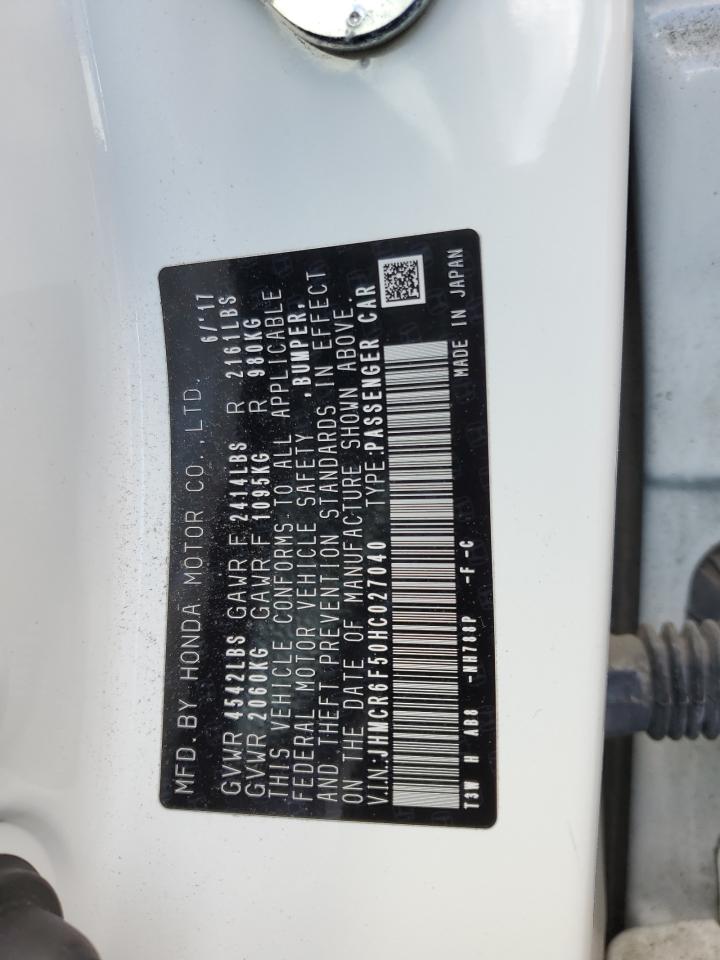 MFD. BY HONDA MOTOR CO., LTD. 6/'17
GVWR 4542LBS GAWR F 2414LBS R 2161LBS
GVWR 2060KG GAWR F 1095KG R 980KG
THIS VEHICLE CONFORMS TO ALL APPLICABLE
FEDERAL MOTOR VEHICLE SAFETY ,BUMPER,
AND THEFT PREVENTION STANDARDS IN EFFECT
ON THE DATE OF MANUFACTURE SHOWN ABOVE.
V.I.N:JHMCR6F50HC027040 TYPE:PASSENGER CAR
T3W H AB8 -NH788P -F-C MADE IN JAPAN